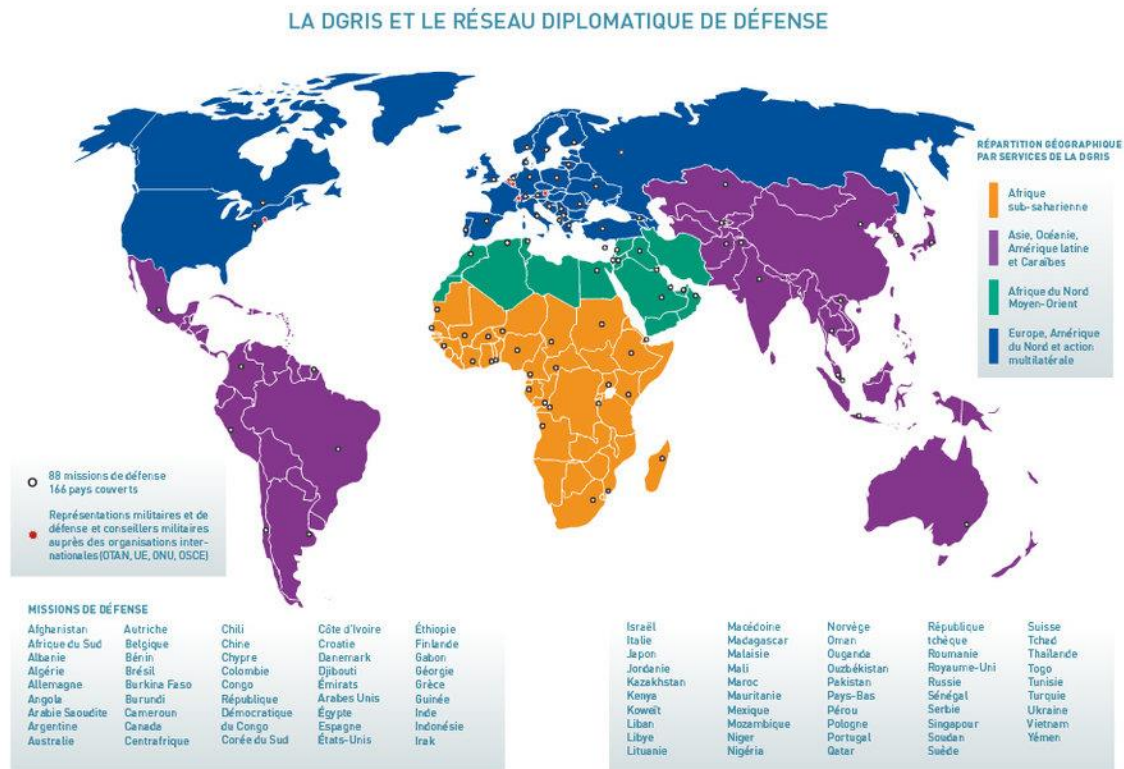 LA DGRIS ET LE RÉSEAU DIPLOMATIQUE DE DÉFENSE
RÉPARTITION GÉOGRAPHIQUE
PAR SERVICES DE LA DGRIS
Afrique
sub-saharienne
Asie, Océanie,
Amérique latine
et Caraïbes
Afrique du Nord
Moyen-Orient
Europe, Amérique
du Nord et action
multilatérale
88 missions de défense
166 pays couverts
Représentations militaires et de
défense et conseillers militaires
auprès des organisations inter-
nationales (OTAN, UE, ONU, OSCE)
MISSIONS DE DÉFENSE
Afghanistan
Afrique du Sud
Albanie
Algérie
Allemagne
Angola
Arabie Saoudite
Argentine
Australie
Autriche
Belgique
Bénin
Brésil
Burkina Faso
Burundi
Cameroun
Canada
Centrafrique
Chili
Chine
Chypre
Colombie
Congo
République
Démocratique
du Congo
Corée du Sud
Côte d'Ivoire
Croatie
Danemark
Djibouti
Émirats
Arabes Unis
Égypte
Espagne
États-Unis
Éthiopie
Finlande
Gabon
Géorgie
Grèce
Guinée
Inde
Indonésie
Irak
Israël
Italie
Japon
Jordanie
Kazakhstan
Kenya
Koweït
Liban
Libye
Lituanie
Macédoine
Madagascar
Malaisie
Mali
Maroc
Mauritanie
Mexique
Mozambique
Niger
Nigéria
Norvège
Oman
Ouganda
Ouzbékistan
Pakistan
Pays-Bas
Pérou
Pologne
Portugal
Qatar
République
tchèque
Roumanie
Royaume-Uni
Russie
Sénégal
Serbie
Singapour
Soudan
Suède
Suisse
Tchad
Thaïlande
Togo
Tunisie
Turquie
Ukraine
Vietnam
Yémen